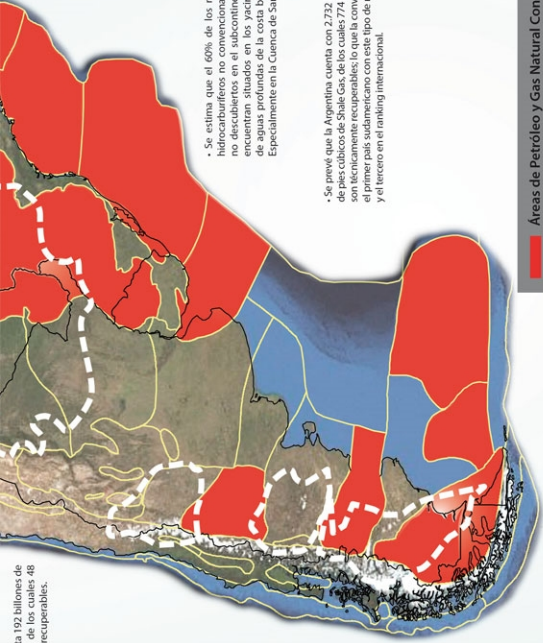 ta 192 billones de
de los cuales 48
recuperables.
• Se estima que el 60% de los r
hidrocarburíferos no convenciona
no descubiertos en el subcontine
encuentran situados en los yacim
de aguas profundas de la costa b
Especialmente en la Cuenca de San
• Se prevé que la Argentina cuenta con 2.732
de pies cúbicos de Shale Gas, de los cuales 774
son técnicamente recuperables; lo que la conv
el primer país sudamericano con este tipo de r
y el tercero en el ranking internacional.
Áreas de Petróleo y Gas Natural Con